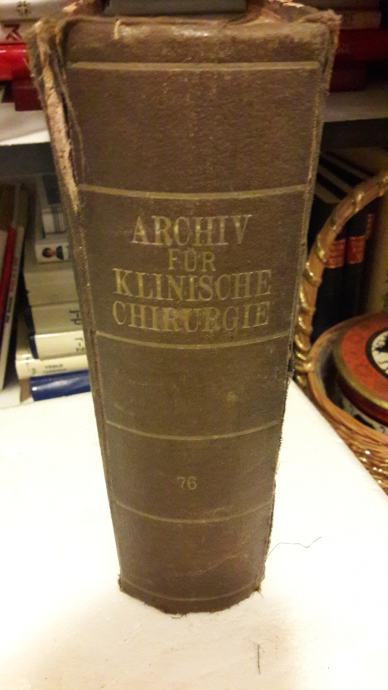 ARCHIV
FÜR
KLINISCHE
CHIRURGIE
76